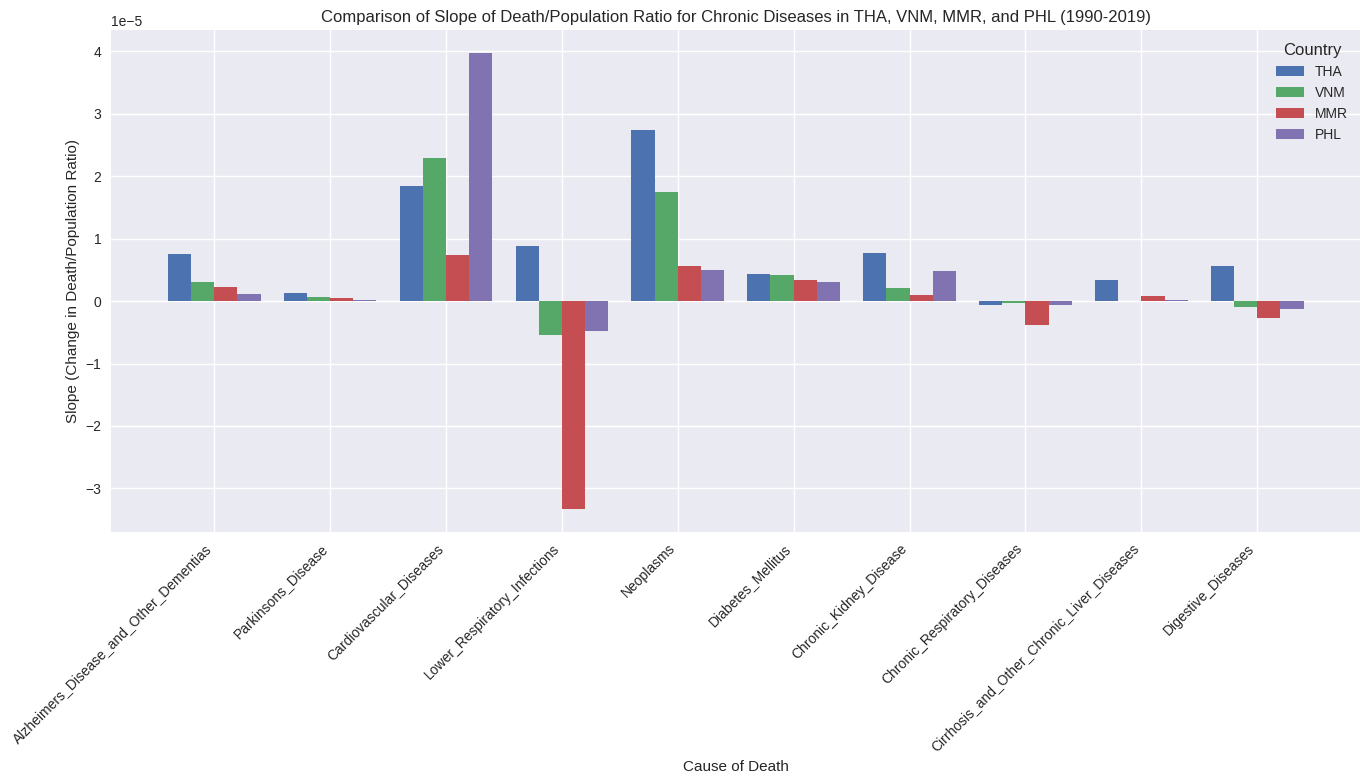 Comparison of Slope of Death/Population Ratio for Chronic Diseases in THA, VNM, MMR, and PHL (1990-2019)
1e−5
Country
THA
VNM
MMR
PHL
4
3
2
1
0
−1
−2
−3
Slope (Change in Death/Population Ratio)
Alzheimers_Disease_and_Other_Dementias
Parkinsons_Disease
Cardiovascular_Diseases
Lower_Respiratory_Infections
Neoplasms
Diabetes_Mellitus
Chronic_Kidney_Disease
Chronic_Respiratory_Diseases
Cirrhosis_and_Other_Chronic_Liver_Diseases
Digestive_Diseases
Cause of Death